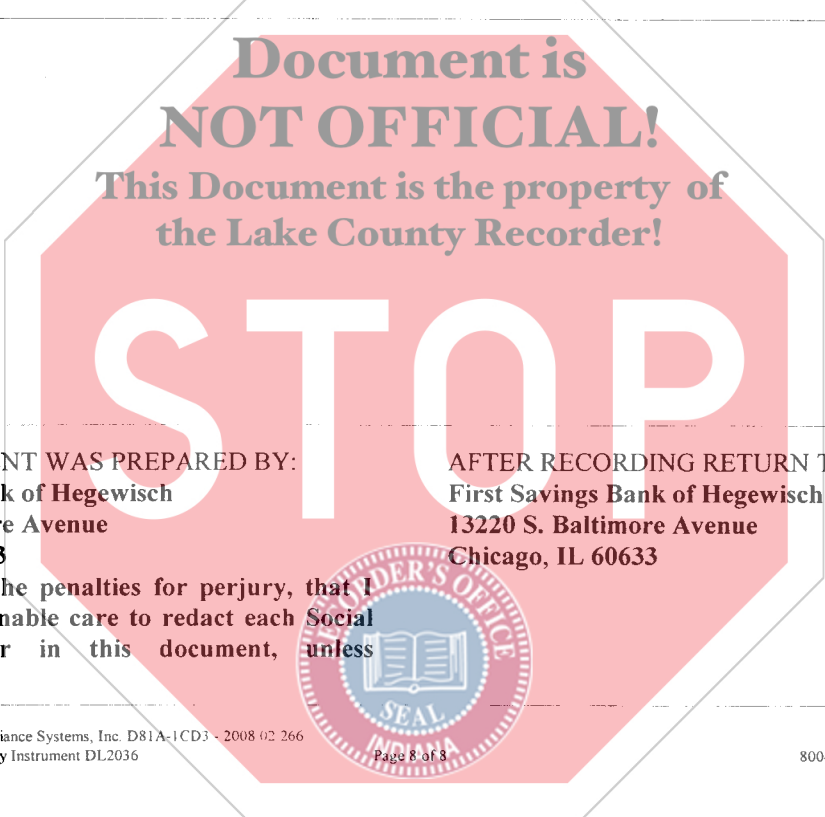 Document is
NOT OFFICIAL!
This Document is the property of
the Lake County Recorder!
STOP
NT WAS PREPARED BY:
k of Hegewisch
e Avenue
3
he penalties for perjury, that I
nable care to redact each Social
r in this document, unless
AFTER RECORDING RETURN T
First Savings Bank of Hegewisch
13220 S. Baltimore Avenue
Chicago, IL 60633
RECORDER'S OFFICE
SEAL
INDIANA
iance Systems, Inc. D81A-1CD3 - 2008 02 266
y Instrument DL2036
Page 8 of 8
800-